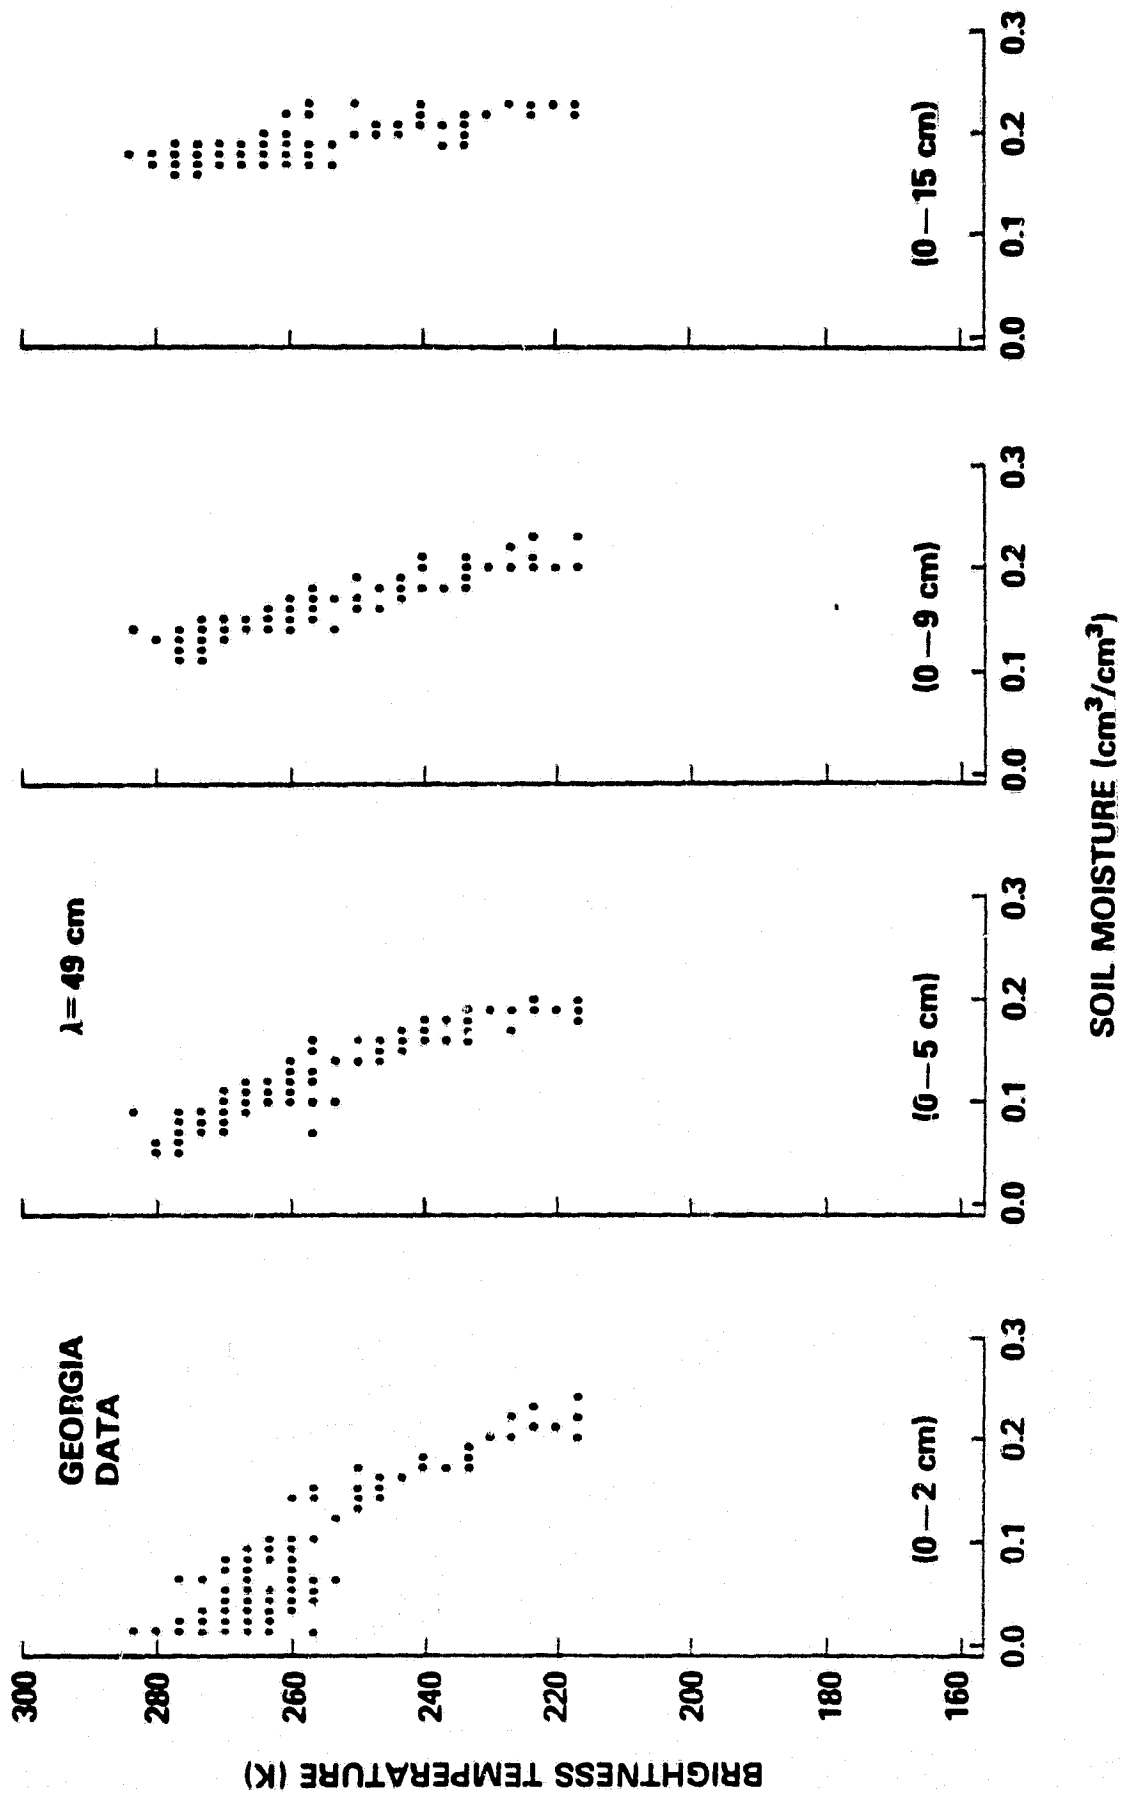 GEORGIA
DATA
λ = 49 cm
BRIGHTNESS TEMPERATURE (K)
300
280
260
240
220
200
180
160
(0—2 cm)
0.0 0.1 0.2 0.3
(0—5 cm)
0.0 0.1 0.2 0.3
(0—9 cm)
0.0 0.1 0.2 0.3
(0—15 cm)
0.0 0.1 0.2 0.3
SOIL MOISTURE (cm³/cm³)